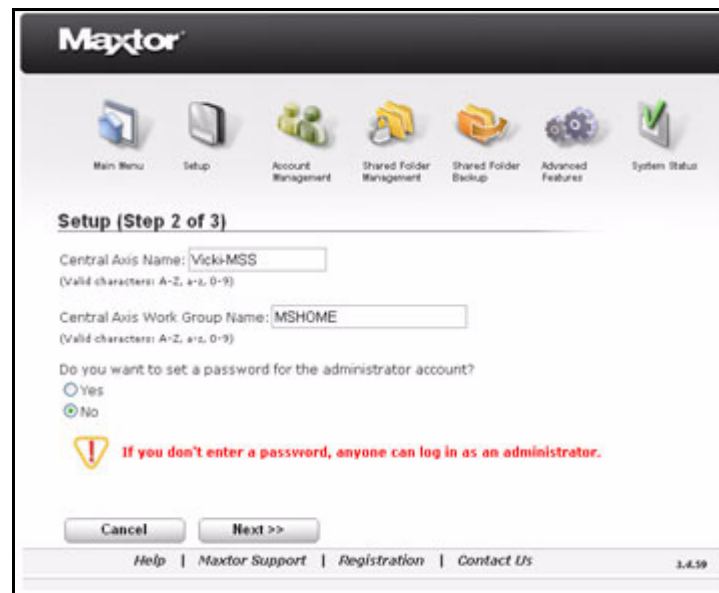 Maxtor
Main Menu
Setup
Account Management
Shared Folder Management
Shared Folder Backup
Advanced Features
System Status
Setup (Step 2 of 3)
Central Axis Name: Vicki-MSS
(Valid characters: A-Z, a-z, 0-9)
Central Axis Work Group Name: MSHOME
(Valid characters: A-Z, a-z, 0-9)
Do you want to set a password for the administrator account?
Yes
No
If you don't enter a password, anyone can log in as an administrator.
Cancel
Next >>
Help | Maxtor Support | Registration | Contact Us